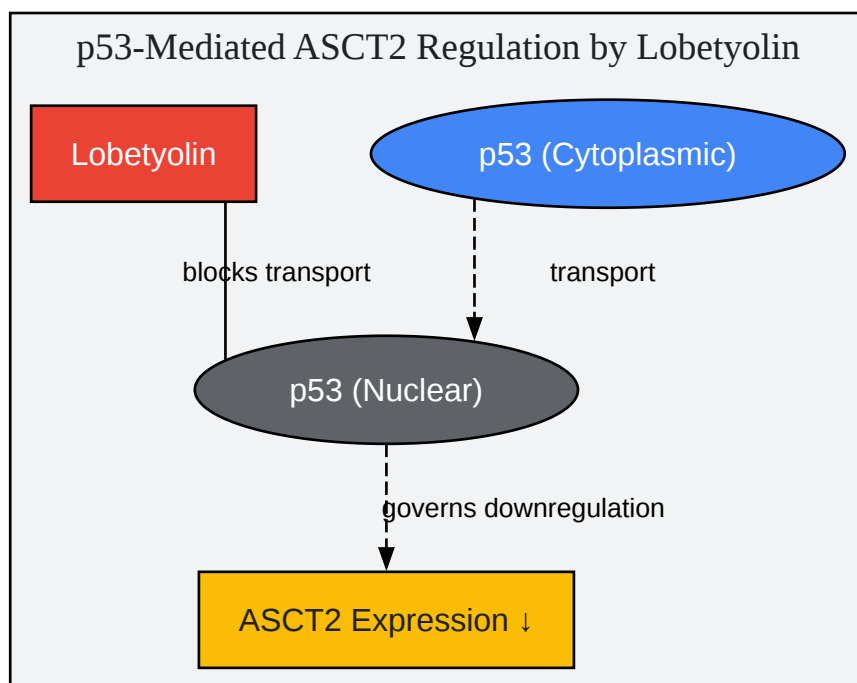 p53-Mediated ASCT2 Regulation by Lobetyolin
Lobetyolin
p53 (Cytoplasmic)
blocks transport
transport
p53 (Nuclear)
governs downregulation
ASCT2 Expression ↓